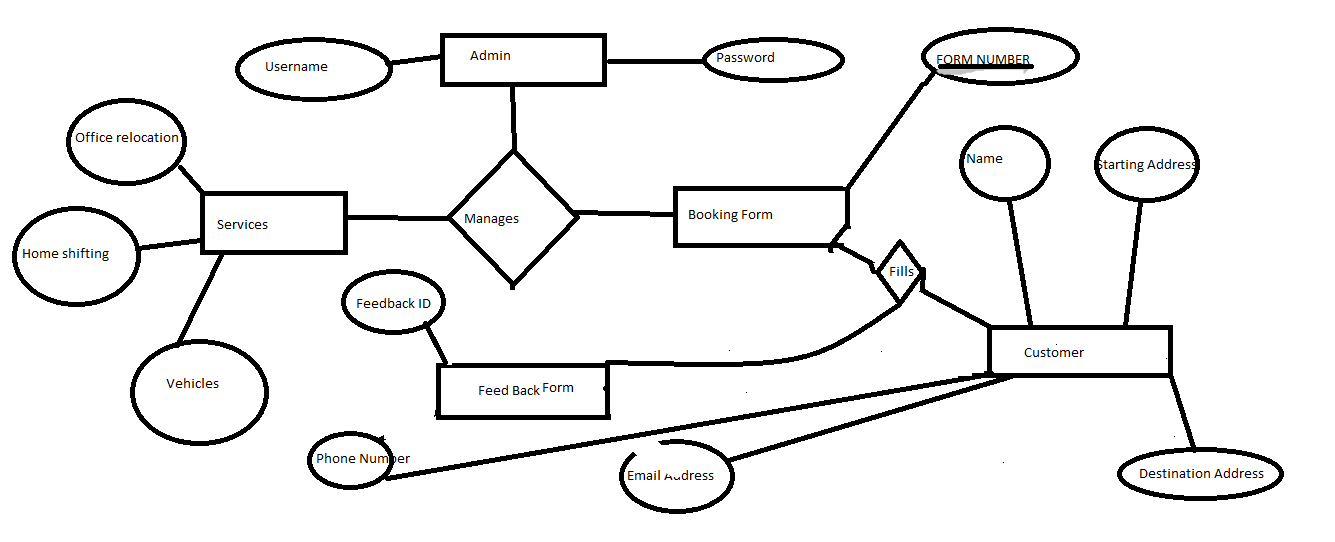 Admin
Username
Password
FORM NUMBER
Office relocation
Name
Starting Address
Services
Manages
Booking Form
Home shifting
Fills
Feedback ID
Customer
Vehicles
Feed Back Form
Phone Number
Email Address
Destination Address